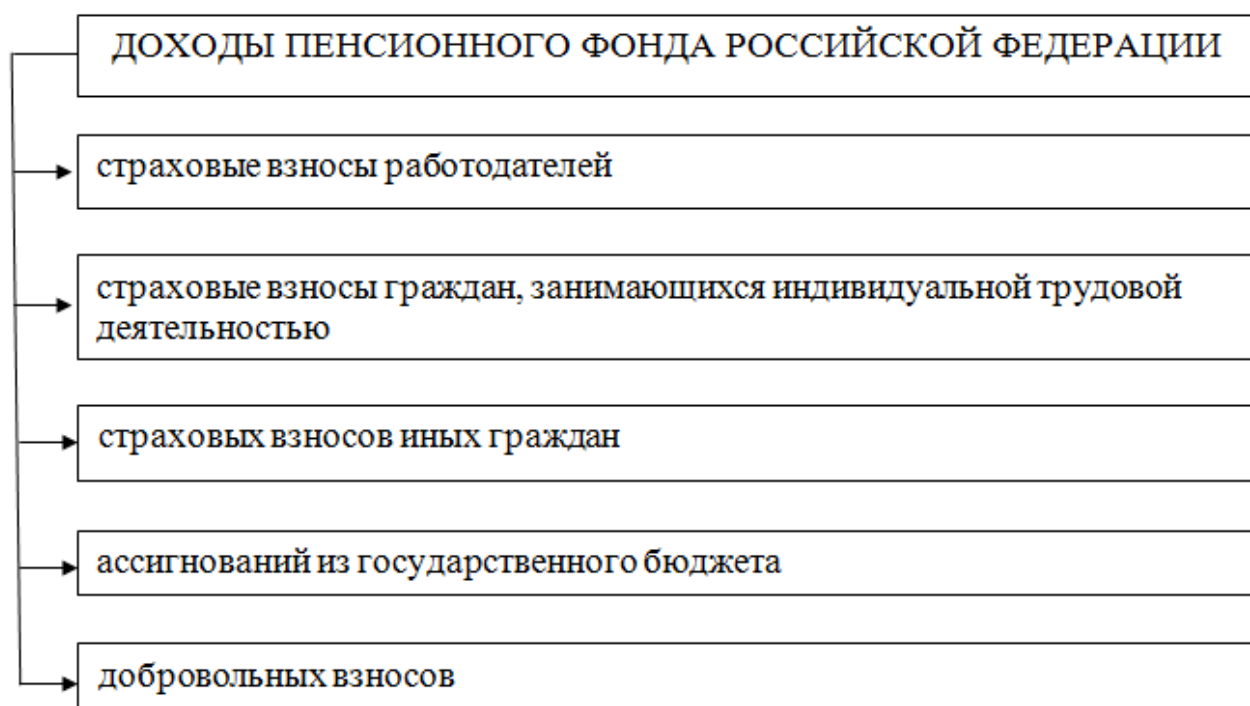 ДОХОДЫ ПЕНСИОННОГО ФОНДА РОССИЙСКОЙ ФЕДЕРАЦИИ
страховые взносы работодателей
страховые взносы граждан, занимающихся индивидуальной трудовой
деятельностью
страховых взносов иных граждан
ассигнований из государственного бюджета
добровольных взносов